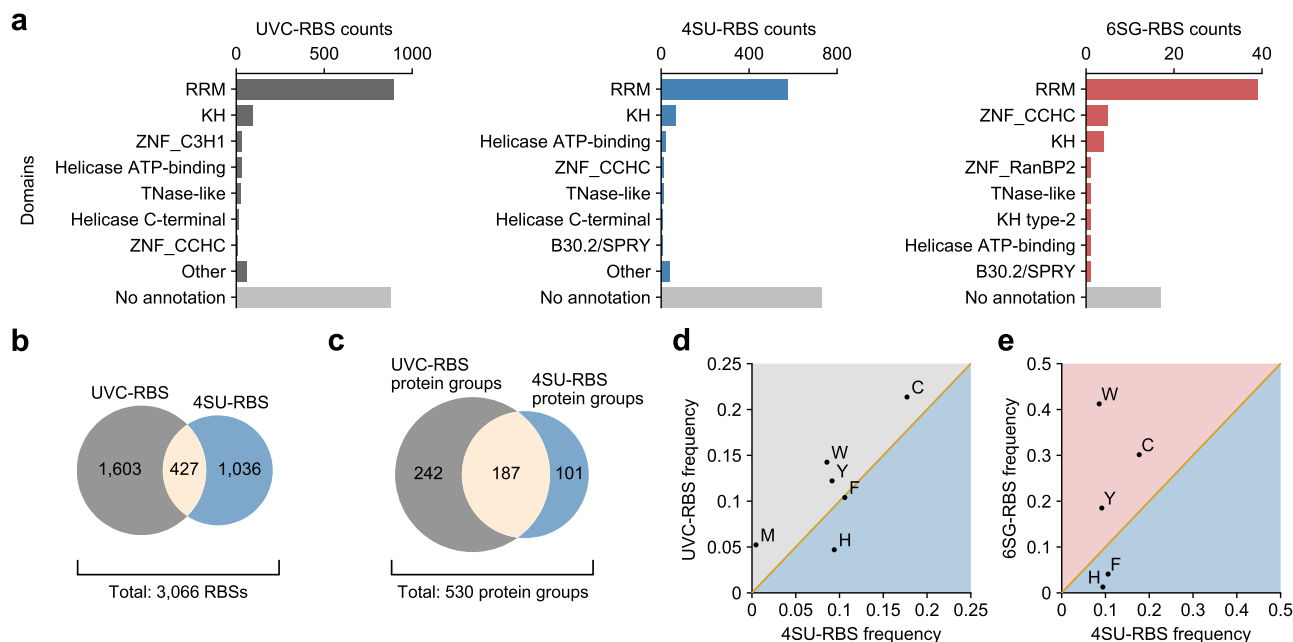 a
UVC-RBS counts
0 500 1000
Domains
RRM
KH
ZNF_C3H1
Helicase ATP-binding
TNase-like
Helicase C-terminal
ZNF_CCHC
Other
No annotation
4SU-RBS counts
0 400 800
RRM
KH
Helicase ATP-binding
ZNF_CCHC
TNase-like
Helicase C-terminal
B30.2/SPRY
Other
No annotation
6SG-RBS counts
0 20 40
RRM
ZNF_CCHC
KH
ZNF_RanBP2
TNase-like
KH type-2
Helicase ATP-binding
B30.2/SPRY
No annotation
b
UVC-RBS
4SU-RBS
1,603 427 1,036
Total: 3,066 RBSs
c
UVC-RBS
protein groups
4SU-RBS
protein groups
242 187 101
Total: 530 protein groups
d
UVC-RBS frequency
0.25
0.2
0.15
0.1
0.05
0
C
W
Y
F
M
H
0 0.05 0.1 0.15 0.2 0.25
4SU-RBS frequency
e
6SG-RBS frequency
0.5
0.4
0.3
0.2
0.1
0
W
C
Y
F
H
0 0.1 0.2 0.3 0.4 0.5
4SU-RBS frequency